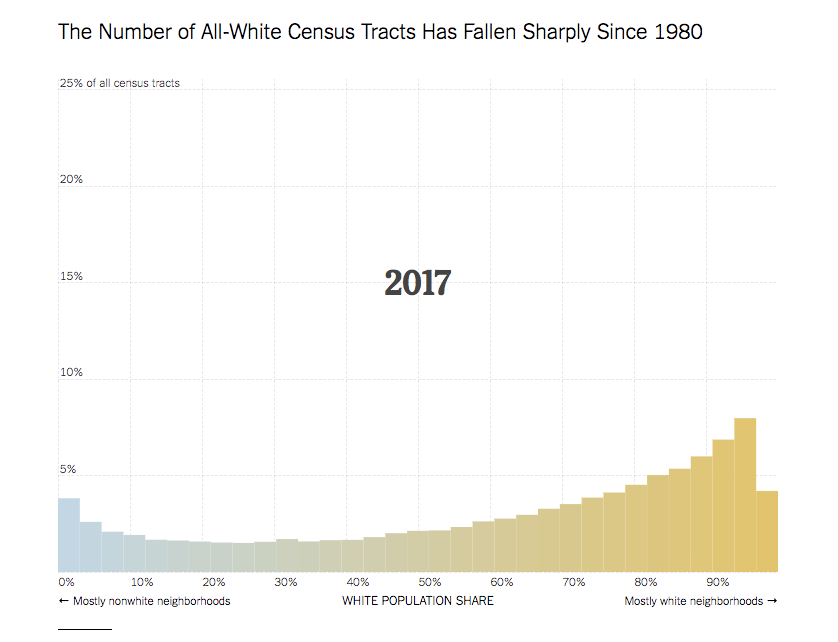 The Number of All-White Census Tracts Has Fallen Sharply Since 1980
25% of all census tracts
20%
15%
2017
10%
5%
0% 10% 20% 30% 40% 50% 60% 70% 80% 90%
← Mostly nonwhite neighborhoods WHITE POPULATION SHARE Mostly white neighborhoods →